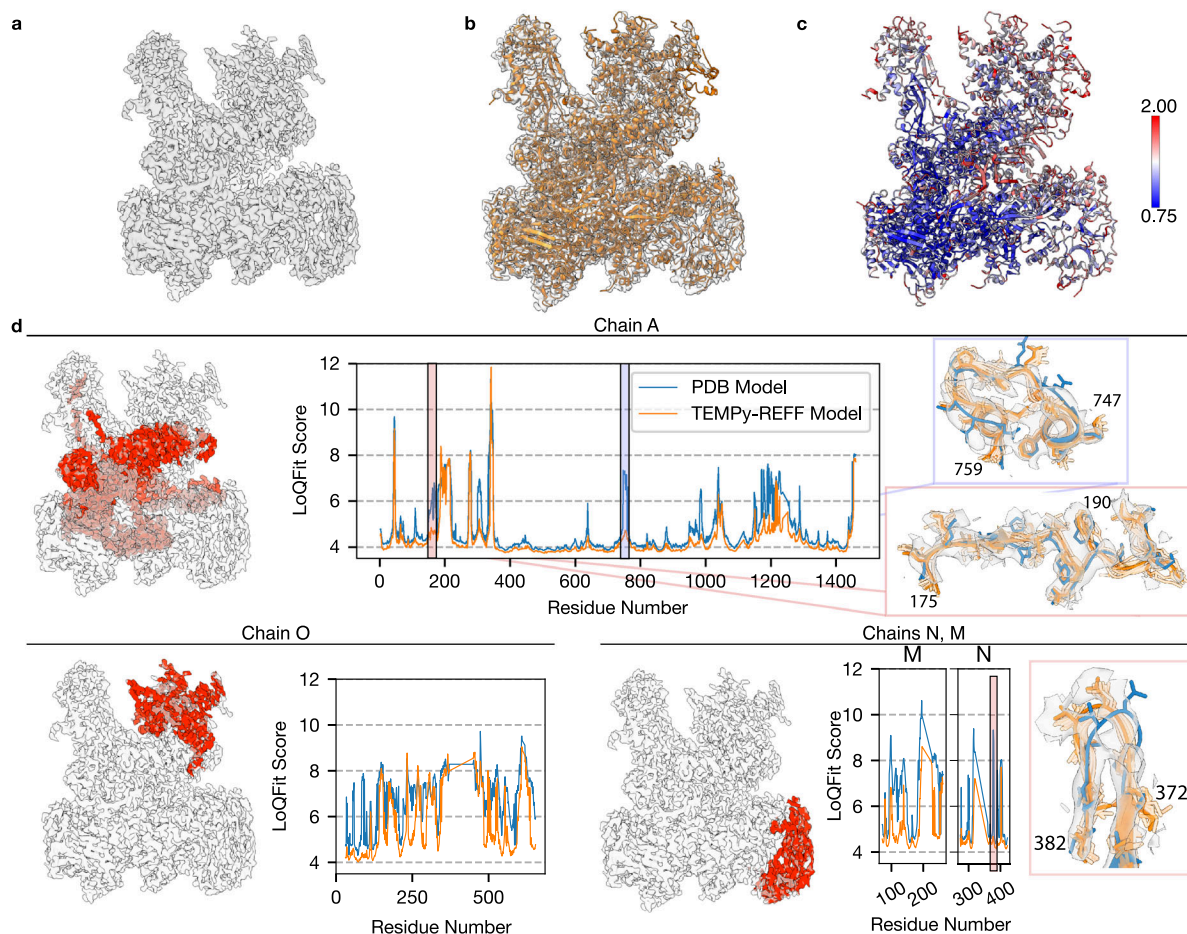 a
b
c
2.00
0.75
d
Chain A
12
10
8
6
4
LoQFit Score
PDB Model
TEMPy-REFF Model
0
200
400
600
800
1000
1200
1400
Residue Number
747
759
190
175
Chain O
12
10
8
6
4
LoQFit Score
250
500
Residue Number
Chains N, M
M
N
12
10
8
6
4
LoQFit Score
100
200
300
400
Residue Number
372
382